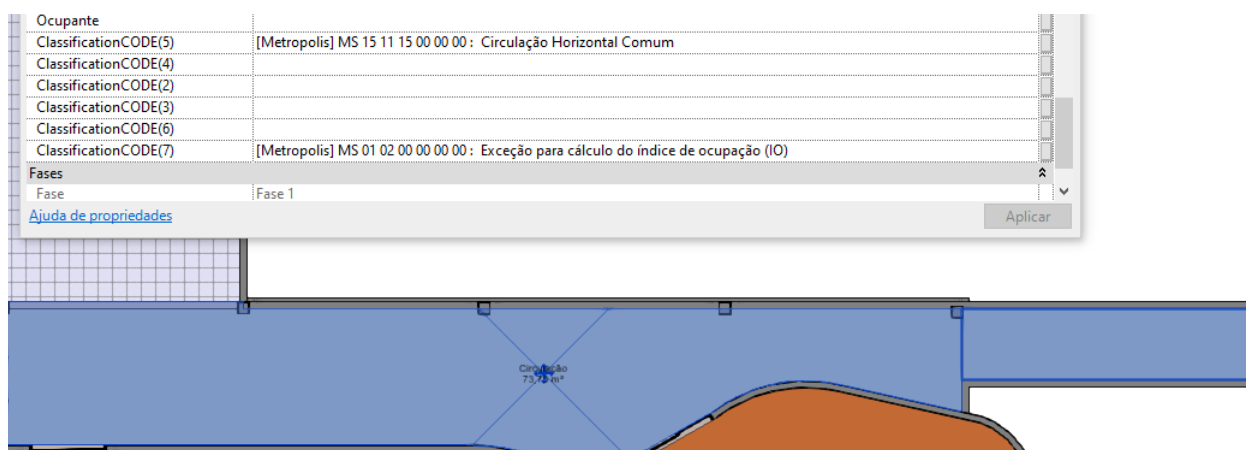 Ocupante
ClassificationCODE(5) [Metropolis] MS 15 11 15 00 00 00 : Circulação Horizontal Comum
ClassificationCODE(4)
ClassificationCODE(2)
ClassificationCODE(3)
ClassificationCODE(6)
ClassificationCODE(7) [Metropolis] MS 01 02 00 00 00 00 : Exceção para cálculo do índice de ocupação (IO)
Fases
Fase Fase 1
Ajuda de propriedades Aplicar